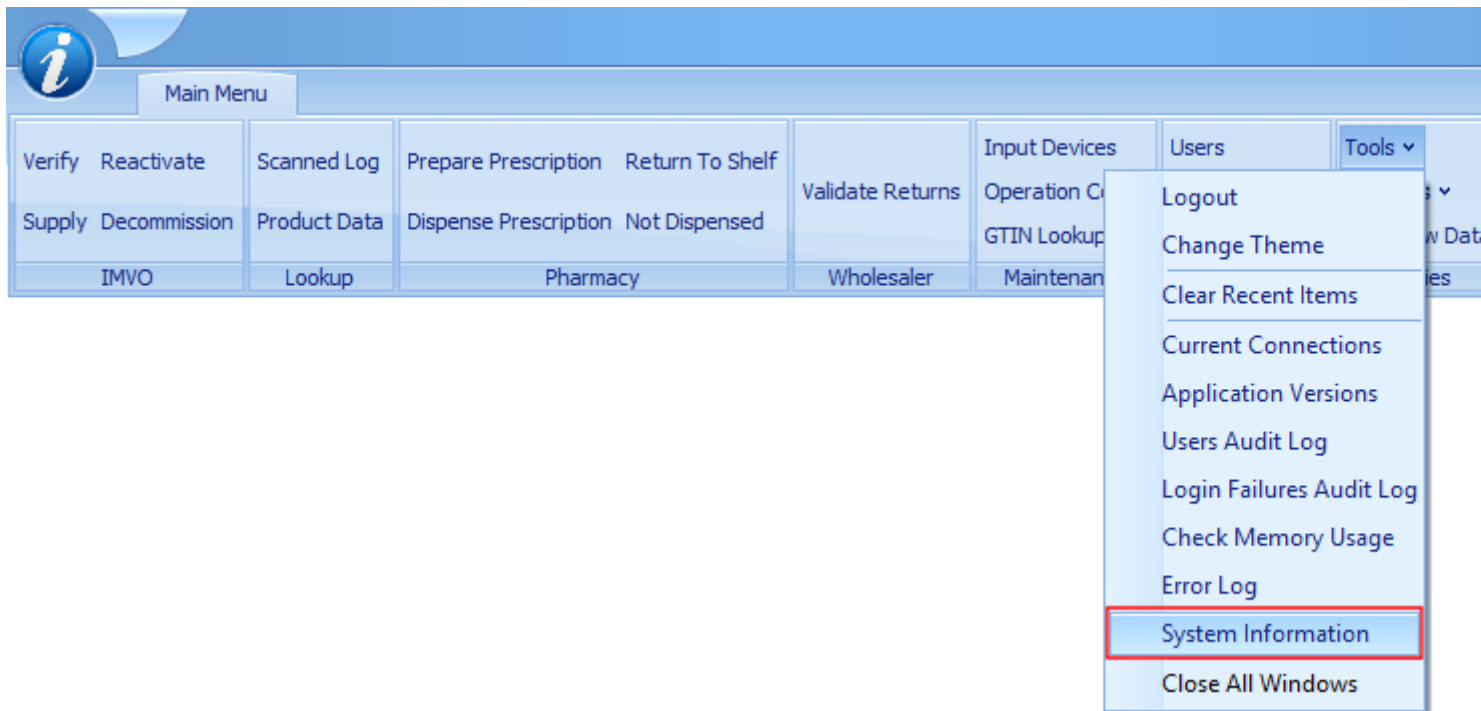 i
Main Menu
Verify Reactivate
Supply Decommission
IMVO
Scanned Log
Product Data
Lookup
Prepare Prescription Return To Shelf
Dispense Prescription Not Dispensed
Pharmacy
Validate Returns
Wholesaler
Input Devices
Operation
GTIN Lookup
Users
Tools
Logout
Change Theme
Clear Recent Items
Current Connections
Application Versions
Users Audit Log
Login Failures Audit Log
Check Memory Usage
Error Log
System Information
Close All Windows